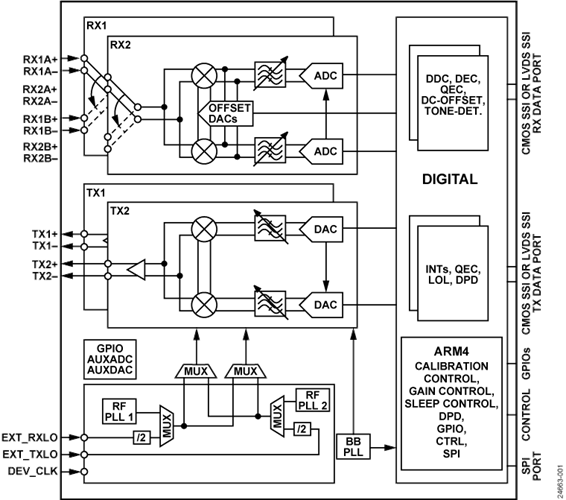 RX1
RX2
RX1A+
RX1A–
RX2A+
RX2A–
RX1B+
RX1B–
RX2B+
RX2B–
ADC
OFFSET
DACs
ADC
DDC, DEC,
QEC,
DC-OFFSET,
TONE-DET.
DIGITAL
CMOS SSI OR LVDS SSI
RX DATA PORT
TX1
TX2
TX1+
TX1–
TX2+
TX2–
DAC
DAC
INTs, QEC,
LOL, DPD
CMOS SSI OR LVDS SSI
TX DATA PORT
GPIO
AUXADC
AUXDAC
MUX
MUX
RF
PLL 1
MUX
/2
RF
PLL 2
MUX
/2
EXT_RXLO
EXT_TXLO
DEV_CLK
BB
PLL
ARM4
CALIBRATION
CONTROL,
GAIN CONTROL,
SLEEP CONTROL,
DPD,
GPIO,
CTRL,
SPI
GPIOs
CONTROL
SPI
PORT
24663-001